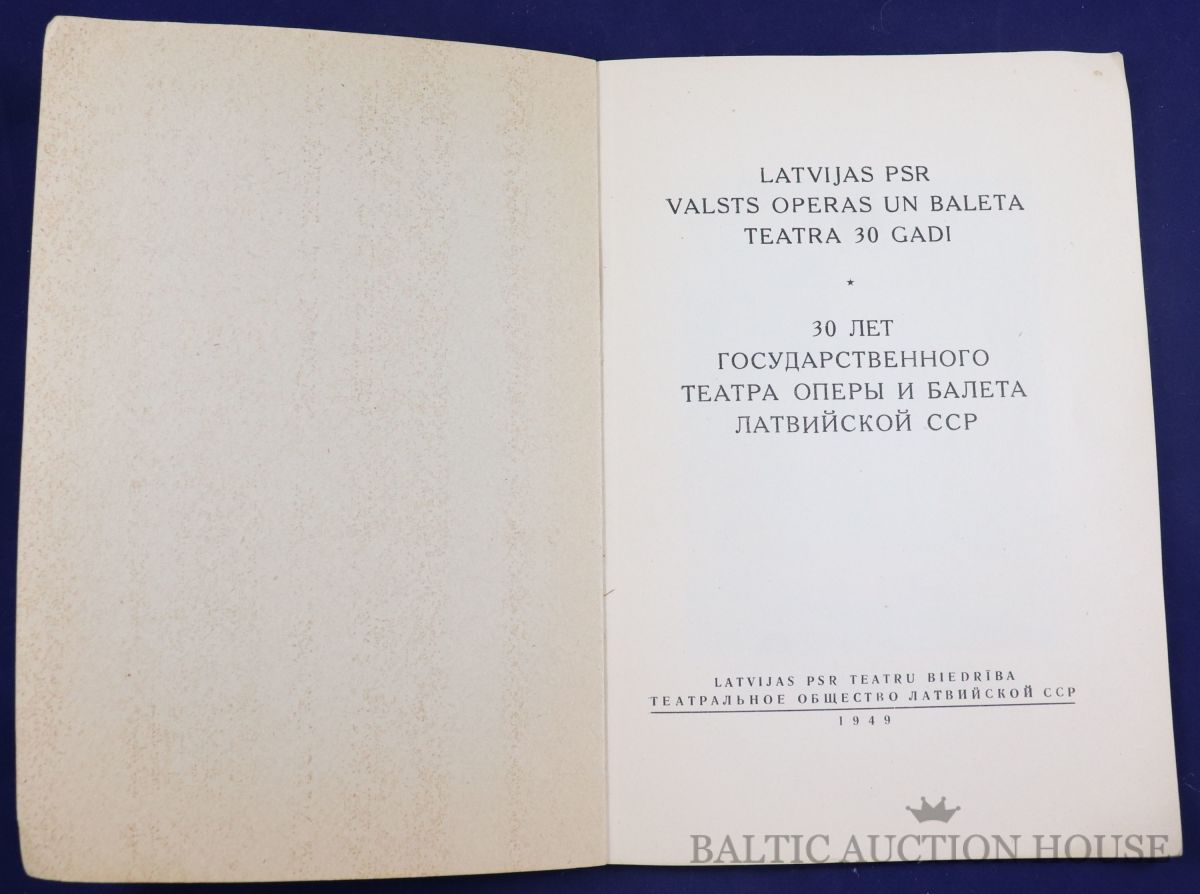 LATVIJAS PSR
VALSTS OPERAS UN BALETA
TEATRA 30 GADI
★
30 ЛЕТ
ГОСУДАРСТВЕННОГО
ТЕАТРА ОПЕРЫ И БАЛЕТА
ЛАТВИЙСКОЙ ССР
LATVIJAS PSR TEATRU BIEDRĪBA
ТЕАТРАЛЬНОЕ ОБЩЕСТВО ЛАТВИЙСКОЙ ССР
1949
BALTIC AUCTION HOUSE